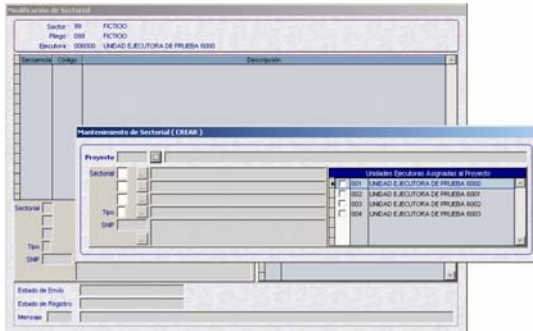 Modificación de Sectorial
Sector: 99 FICTICIO
Pliego: 099 FICTICIO
Ejecutora: 006000 UNIDAD EJECUTORA DE PRUEBA 6000
Secuencia Código Descripción
Mantenimiento de Sectorial ( CREAR )
Proyecto
Sectorial
Tipo
SNIP
Unidades Ejecutoras Asignadas al Proyecto
001 UNIDAD EJECUTORA DE PRUEBA 6000
002 UNIDAD EJECUTORA DE PRUEBA 6001
003 UNIDAD EJECUTORA DE PRUEBA 6002
004 UNIDAD EJECUTORA DE PRUEBA 6003
Sectorial
Tipo
SNIP
Estado de Envío
Estado de Registro
Mensaje